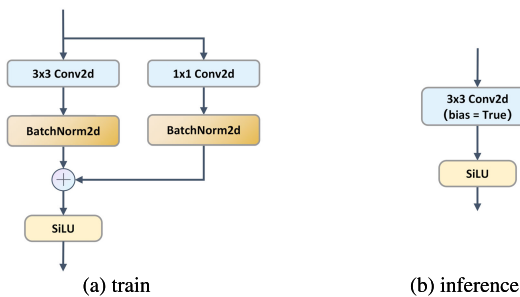 3x3 Conv2d
1x1 Conv2d
BatchNorm2d
BatchNorm2d
SiLU
(a) train
3x3 Conv2d
(bias = True)
SiLU
(b) inference